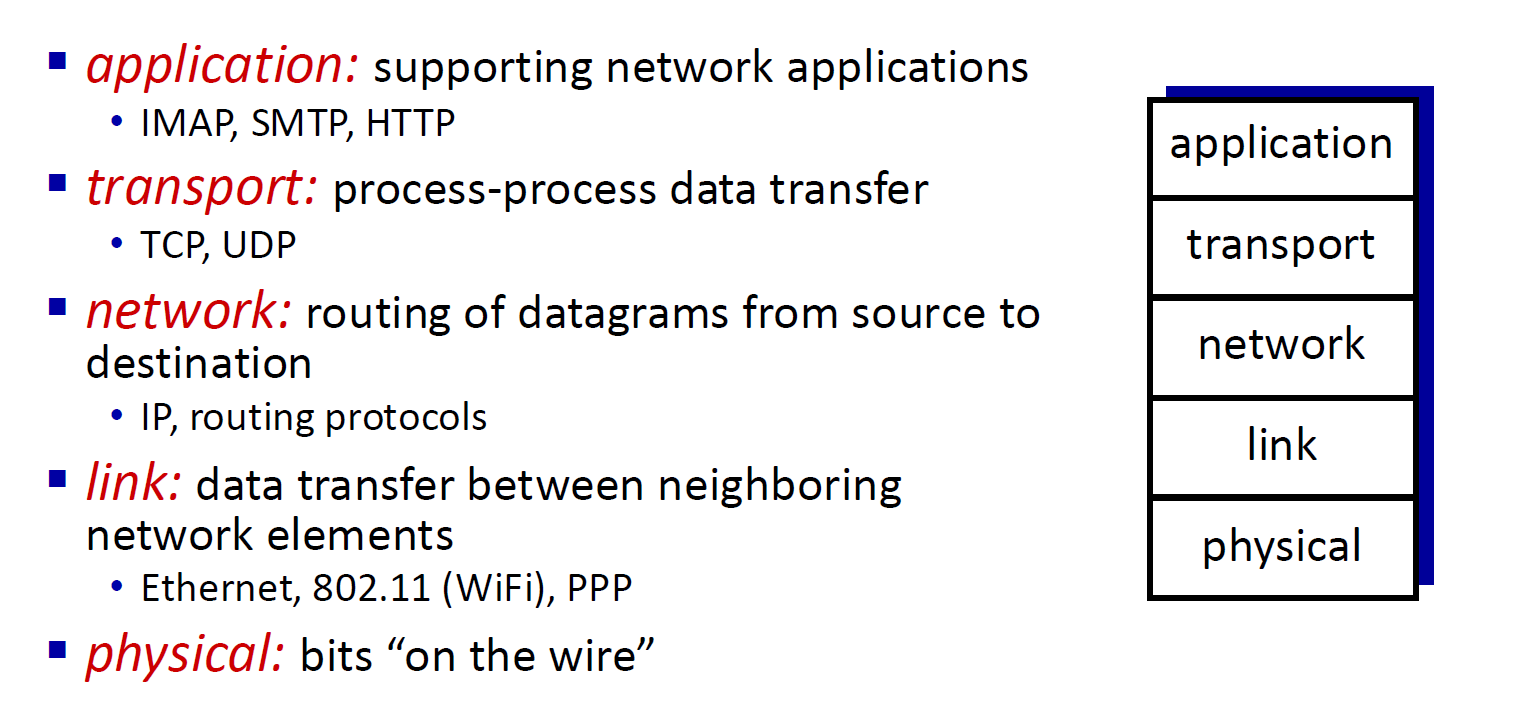 application: supporting network applications
IMAP, SMTP, HTTP
transport: process-process data transfer
TCP, UDP
network: routing of datagrams from source to
destination
IP, routing protocols
link: data transfer between neighboring
network elements
Ethernet, 802.11 (WiFi), PPP
physical: bits “on the wire”
application
transport
network
link
physical